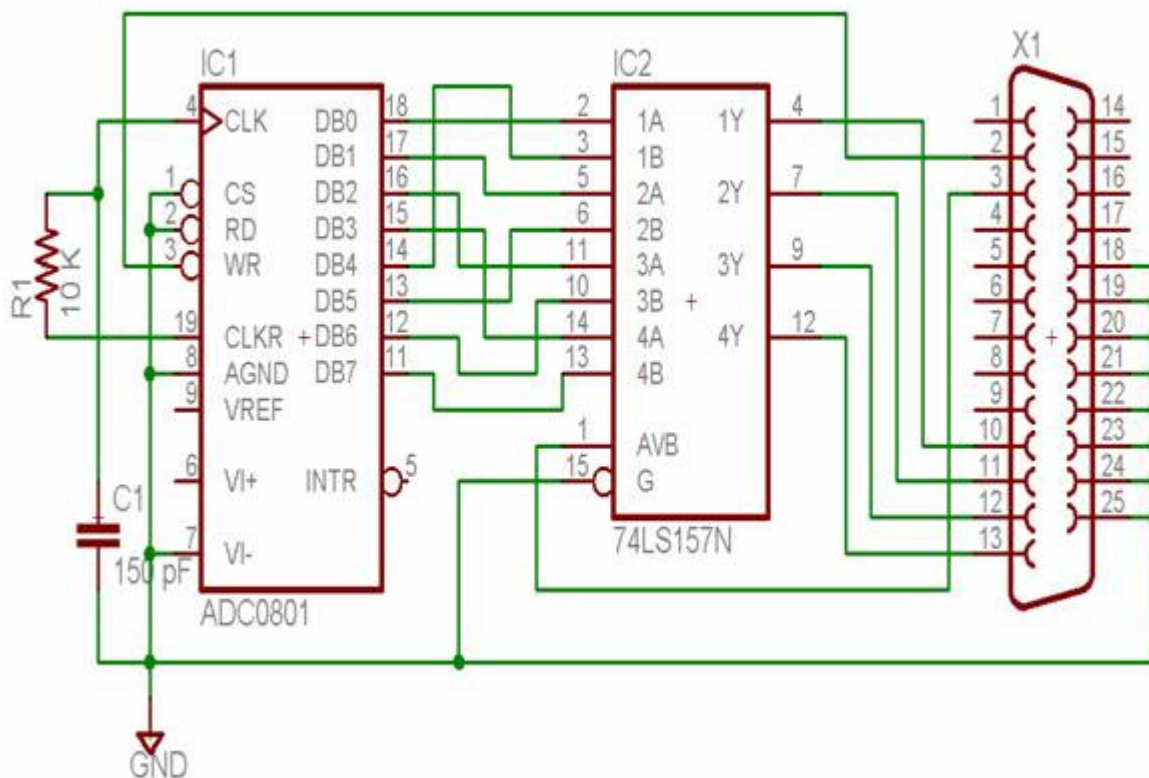 IC1
4 CLK DB0 18
DB1 17
1 CS DB2 16
2 RD DB3 15
3 WR DB4 14
DB5 13
19 CLKR DB6 12
8 AGND DB7 11
9 VREF
6 VI+ INTR 5
7 VI-
ADC0801
R1
10 K
C1
150 pF
GND
IC2
2 1A 1Y 4
3 1B
5 2A 2Y 7
6 2B
11 3A 3Y 9
10 3B
14 4A 4Y 12
13 4B
1 AVB
15 G
74LS157N
X1
1 14
2 15
3 16
4 17
5 18
6 19
7 20
8 21
9 22
10 23
11 24
12 25
13